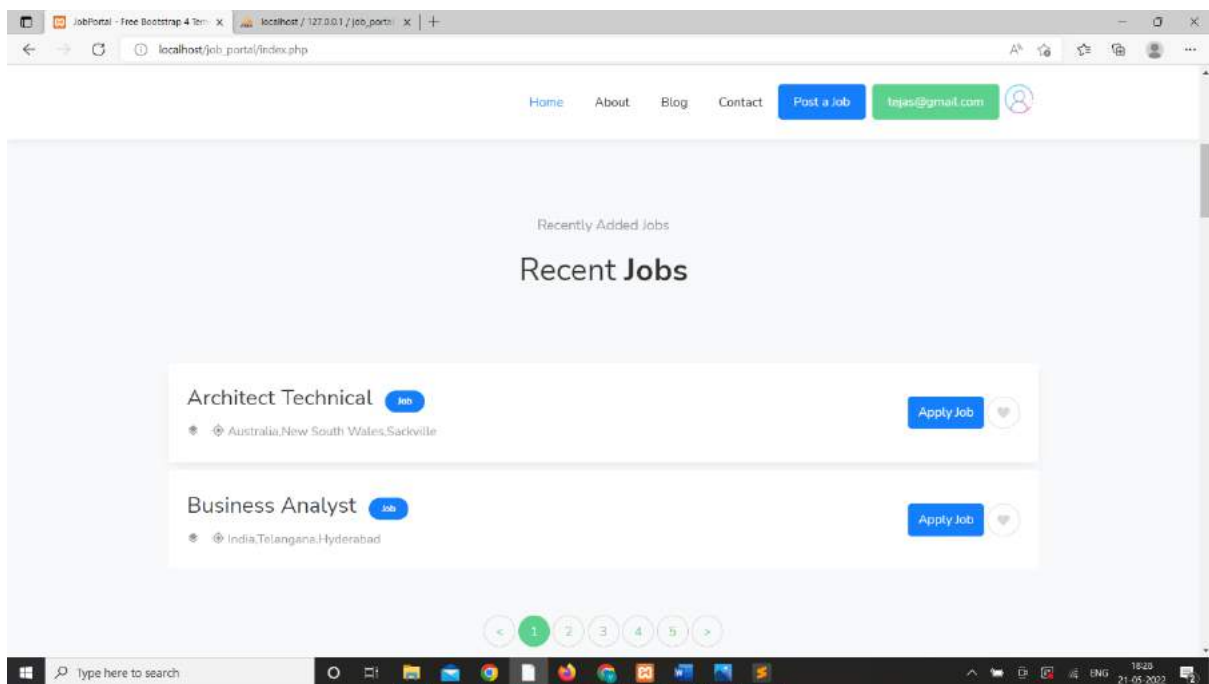 JobPortal - Free Bootstrap 4 Tem
localhost / 127.0.0.1 / job_porta
localhost/job_portal/index.php
Home About Blog Contact Post a Job tejas@gmail.com
Recently Added Jobs
Recent Jobs
Architect Technical Job
Australia,New South Wales,Sackville
Apply Job
Business Analyst Job
India,Telangana,Hyderabad
Apply Job
< 1 2 3 4 5 >
Type here to search
ENG
18:28
21-05-2022